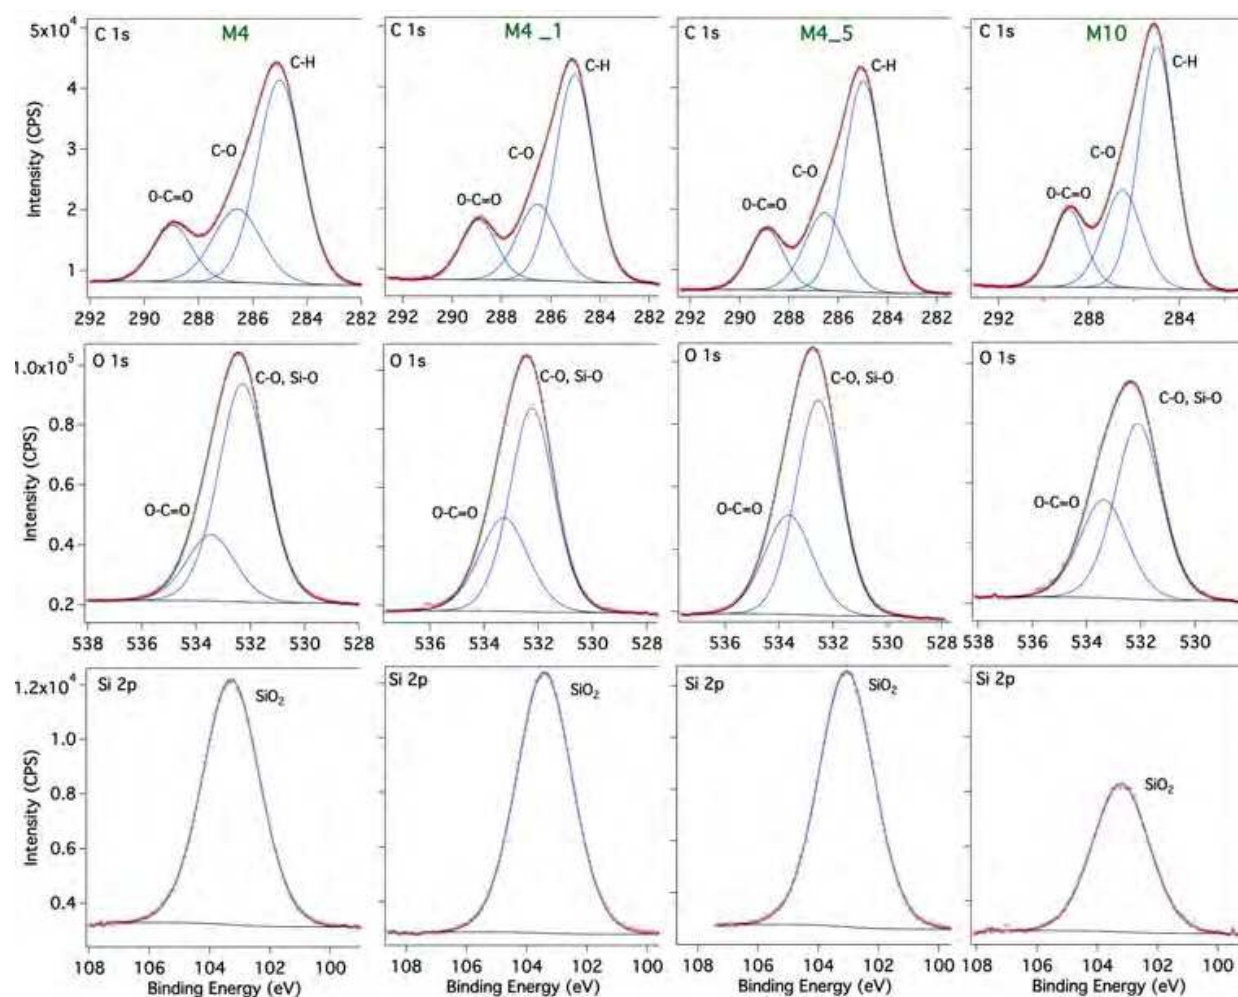 C 1s M4
C-H
C-O
O-C=O
5x10⁴
4
3
2
1
Intensity (CPS)
292 290 288 286 284 282
C 1s M4 _1
C-H
C-O
O-C=O
292 290 288 286 284 282
C 1s M4_5
C-H
C-O
O-C=O
292 290 288 286 284 282
C 1s M10
C-H
C-O
O-C=O
292 288 284
O 1s
C-O, Si-O
O-C=O
1.0x10⁵
0.8
0.6
0.4
0.2
Intensity (CPS)
538 536 534 532 530 528
O 1s
C-O, Si-O
O-C=O
536 534 532 530 528
O 1s
C-O, Si-O
O-C=O
536 534 532 530 528
O 1s
C-O, Si-O
O-C=O
538 536 534 532 530
Si 2p
SiO₂
1.2x10⁴
1.0
0.8
0.6
0.4
Intensity (CPS)
108 106 104 102 100
Binding Energy (eV)
Si 2p
SiO₂
108 106 104 102 100
Binding Energy (eV)
Si 2p
SiO₂
108 106 104 102 100
Binding Energy (eV)
Si 2p
SiO₂
108 106 104 102 100
Binding Energy (eV)